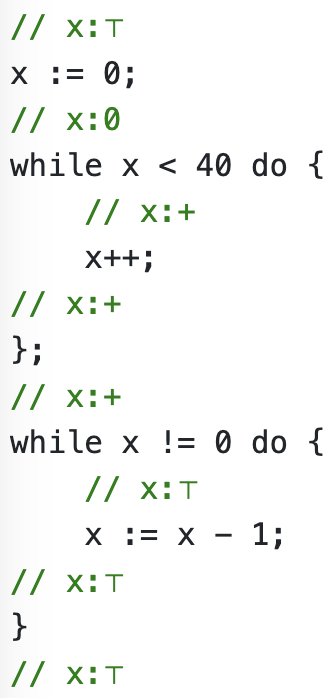 // x:⊤
x := 0;
// x:0
while x < 40 do {
    // x:+
    x++;
// x:+
};
// x:+
while x != 0 do {
    // x:⊤
    x := x - 1;
// x:⊤
}
// x:⊤